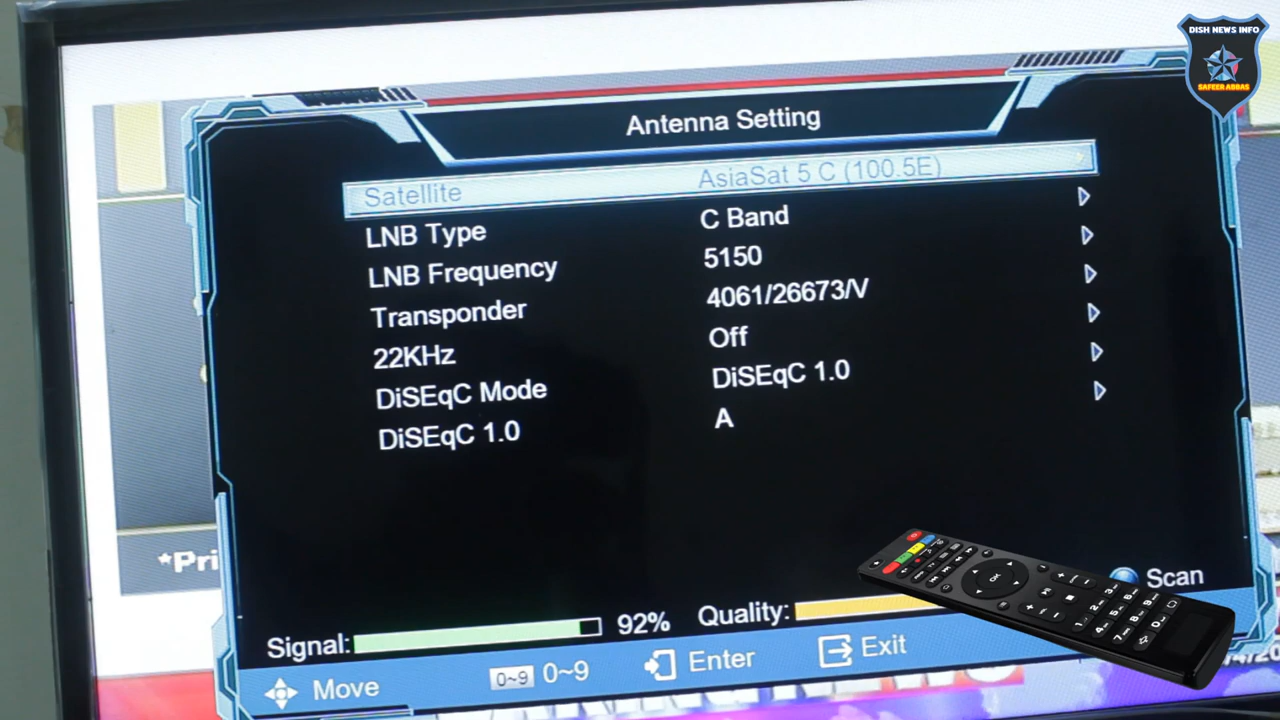 DISH NEWS INFO
SAFEER ABBAS
Antenna Setting
Satellite AsiaSat 5 C (100.5E)
LNB Type C Band
LNB Frequency 5150
Transponder 4061/26673/V
22KHz Off
DiSEqC Mode DiSEqC 1.0
DiSEqC 1.0 A
*Pri
Scan
Signal: 92% Quality:
Move 0~9 0~9 Enter Exit